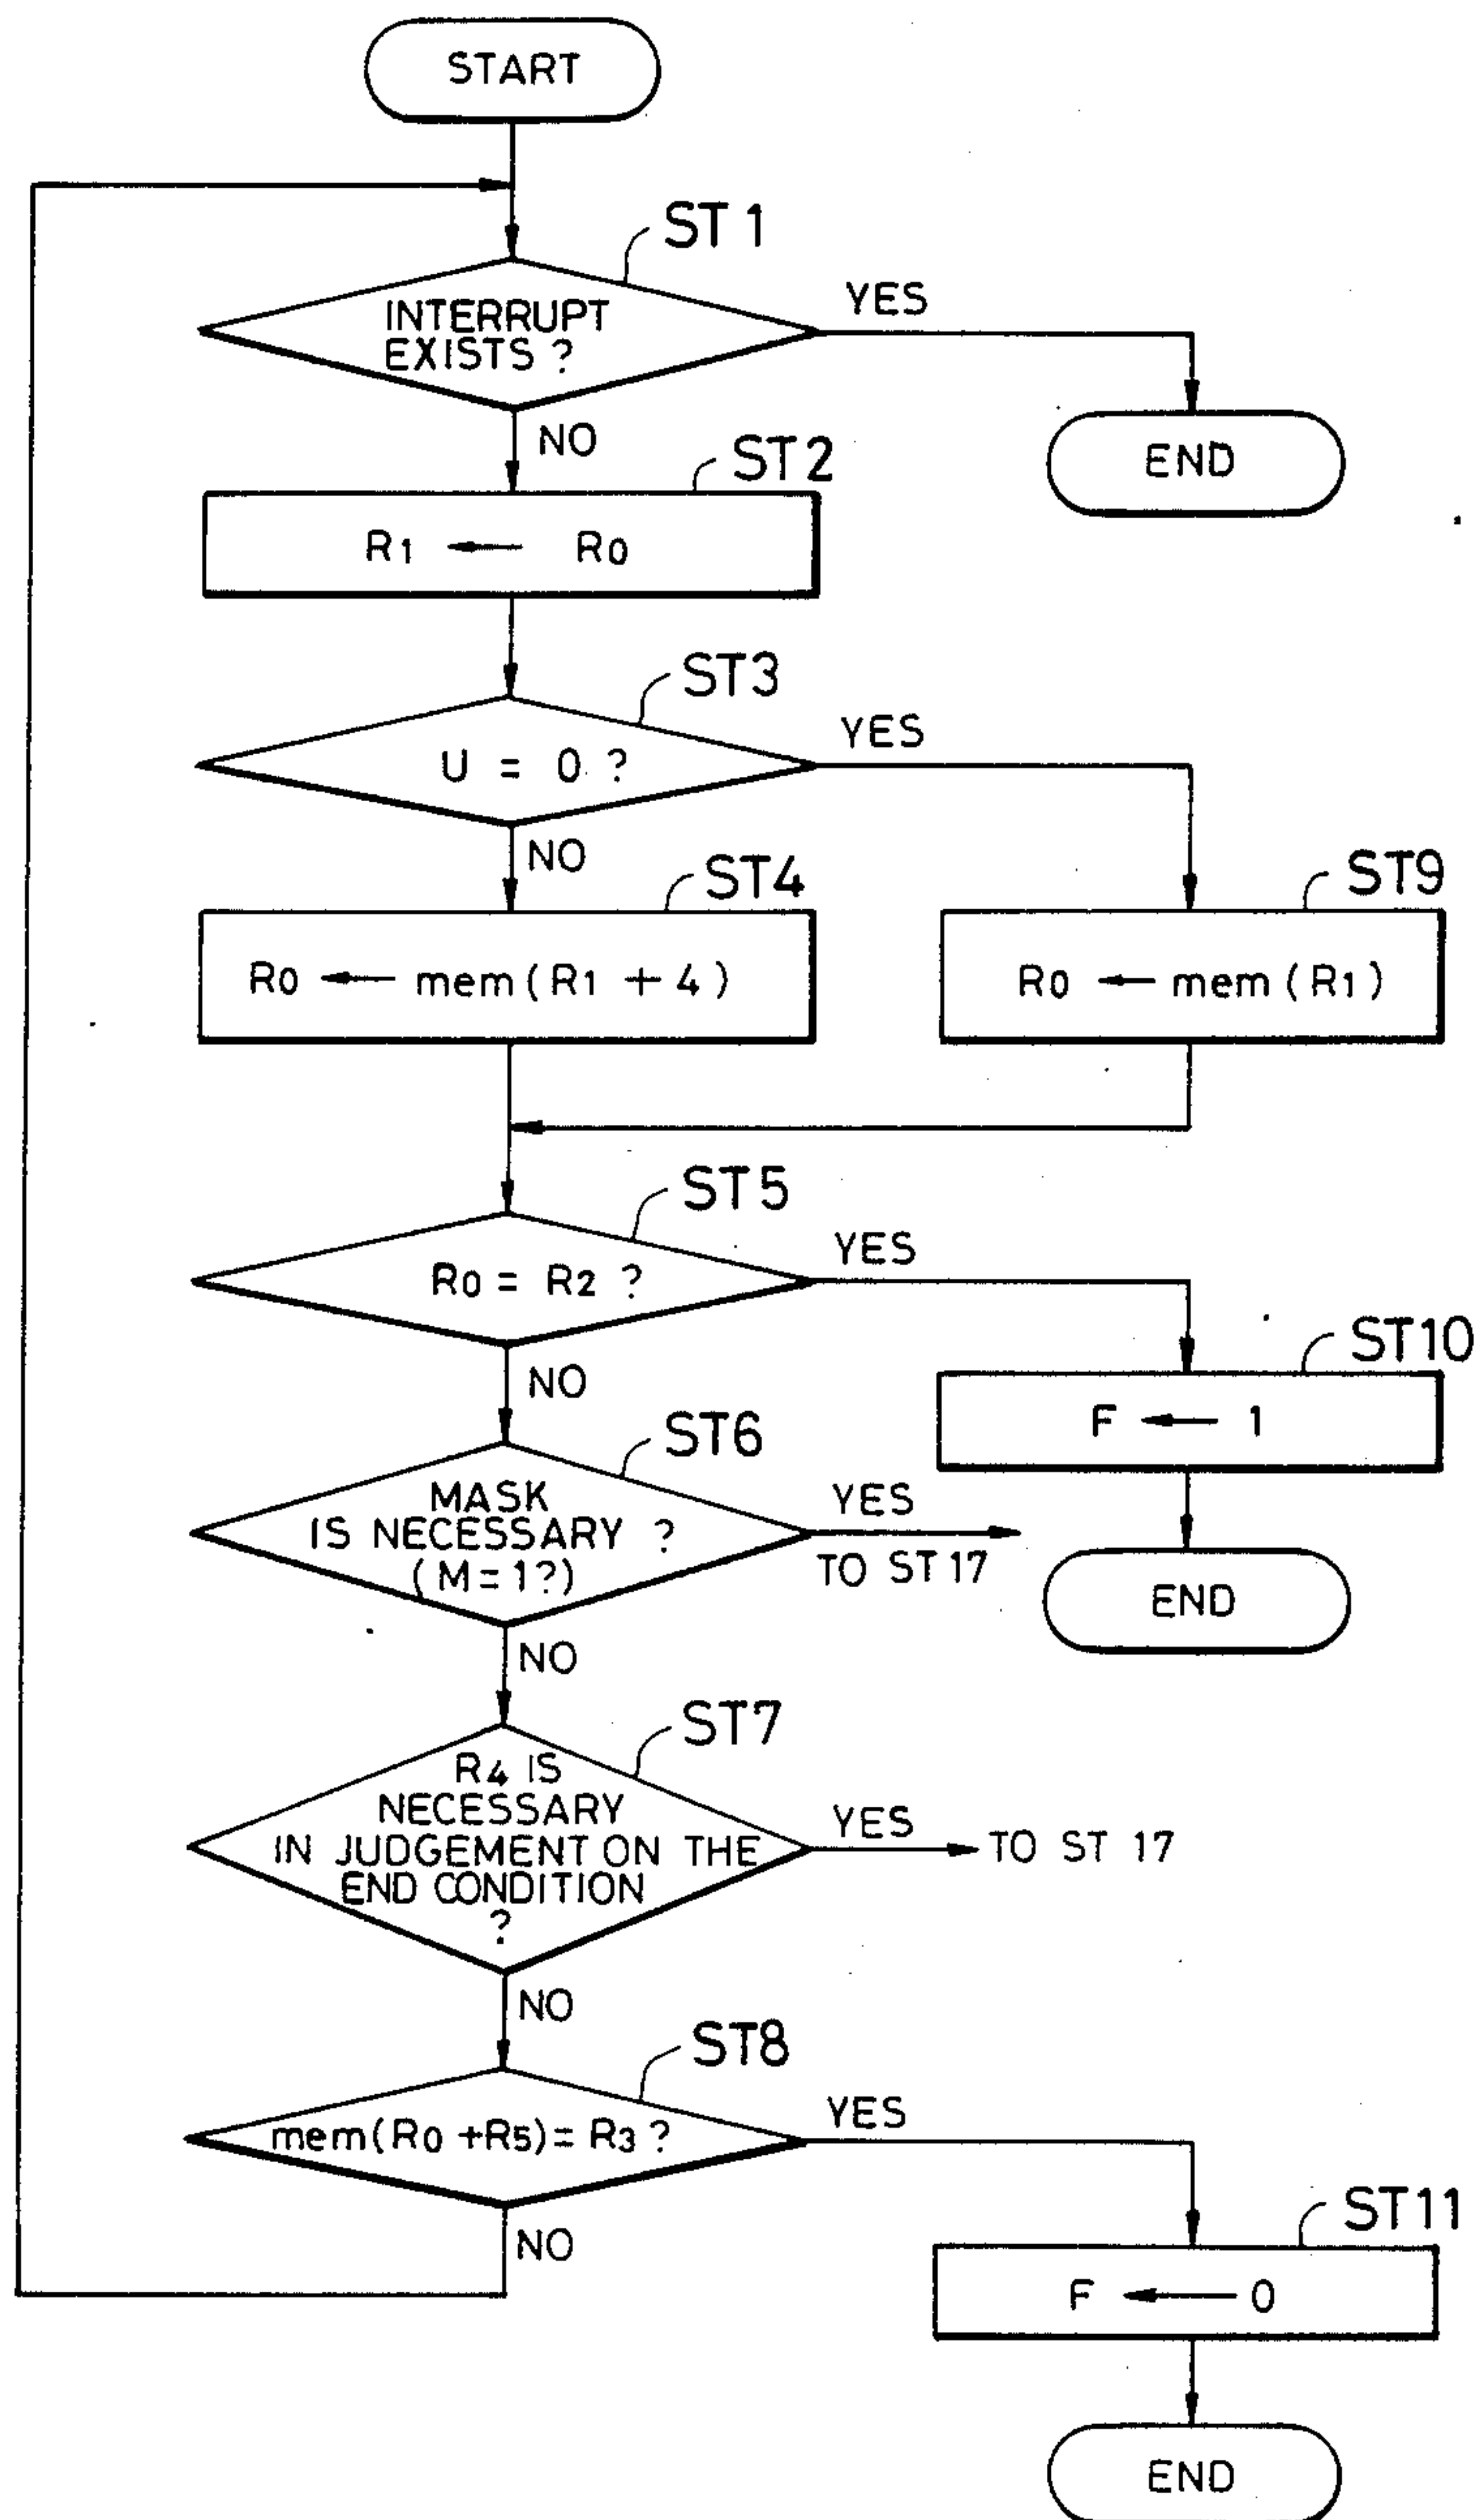 START
ST 1
INTERRUPT
EXISTS ?
YES
END
NO
ST2
R1 ← R0
ST3
U = 0 ?
YES
NO
ST4
R0 ← mem(R1 + 4)
ST9
R0 ← mem (R1)
ST5
R0 = R2 ?
YES
NO
ST10
F ← 1
END
ST6
MASK
IS NECESSARY ?
(M=1?)
YES
TO ST 17
NO
ST7
R4 IS
NECESSARY
IN JUDGEMENT ON THE
END CONDITION
?
YES
TO ST 17
NO
ST8
mem(R0 +R5)= R3 ?
YES
NO
ST11
F ← 0
END